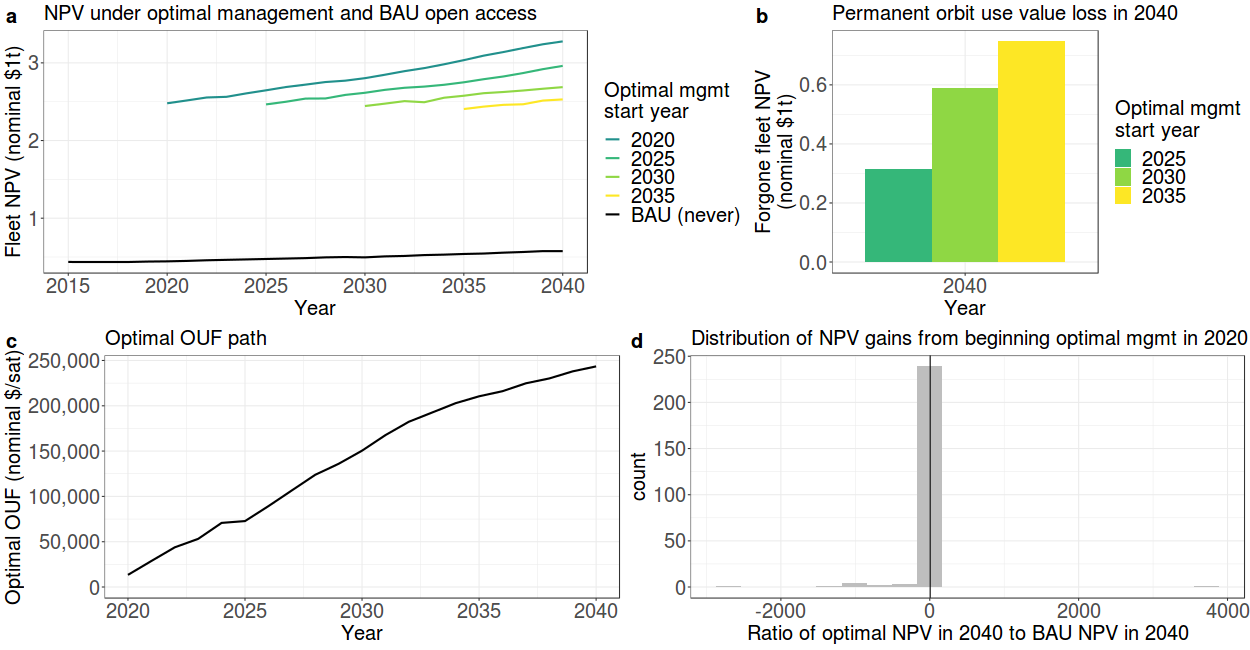 a
NPV under optimal management and BAU open access
Fleet NPV (nominal $1t)
3
2
1
2015 2020 2025 2030 2035 2040
Year
Optimal mgmt
start year
2020
2025
2030
2035
BAU (never)
b
Permanent orbit use value loss in 2040
Forgone fleet NPV
(nominal $1t)
0.6
0.4
0.2
0.0
2040
Year
Optimal mgmt
start year
2025
2030
2035
c
Optimal OUF path
Optimal OUF (nominal $/sat)
250,000
200,000
150,000
100,000
50,000
0
2020 2025 2030 2035 2040
Year
d
Distribution of NPV gains from beginning optimal mgmt in 2020
count
250
200
150
100
50
0
-2000 0 2000 4000
Ratio of optimal NPV in 2040 to BAU NPV in 2040